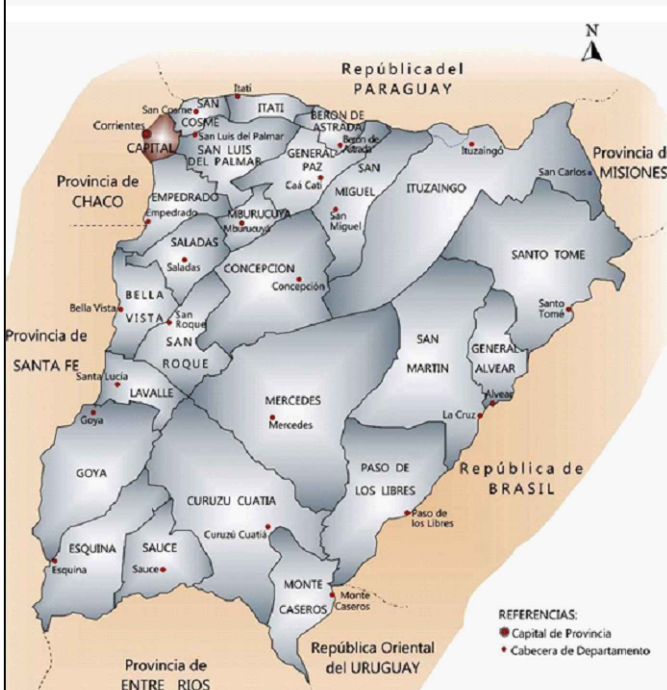 N
República del
PARAGUAY
Itatí
San Cosme
SAN
COSME
ITATI
BERON DE
ASTRADA
Berón de
Astrada
Corrientes
CAPITAL
San Luis del Palmar
SAN LUIS
DEL PALMAR
GENERAL
PAZ
Caá Catí
SAN
MIGUEL
San
Miguel
Ituzaingó
ITUZAINGO
San Carlos
Provincia d
MISIONES
Provincia de
CHACO
EMPEDRADO
Empedrado
MBURUCUYA
Mburucuyá
SALADAS
Saladas
CONCEPCION
Concepción
SANTO TOME
Santo
Tomé
BELLA
VISTA
Bella Vista
San
Roque
SAN
ROQUE
Provincia de
SANTA FE
SAN
MARTIN
GENERAL
ALVEAR
Alvear
La Cruz
Santa Lucía
LAVALLE
MERCEDES
Mercedes
Goya
GOYA
PASO DE
LOS LIBRES
Paso de
los Libres
República de
BRASIL
CURUZU CUATIA
Curuzú Cuatiá
ESQUINA
Esquina
SAUCE
Sauce
MONTE
CASEROS
Monte
Caseros
REFERENCIAS:
Capital de Provincia
Cabecera de Departamento
República Oriental
del URUGUAY
Provincia de
ENTRE RIOS